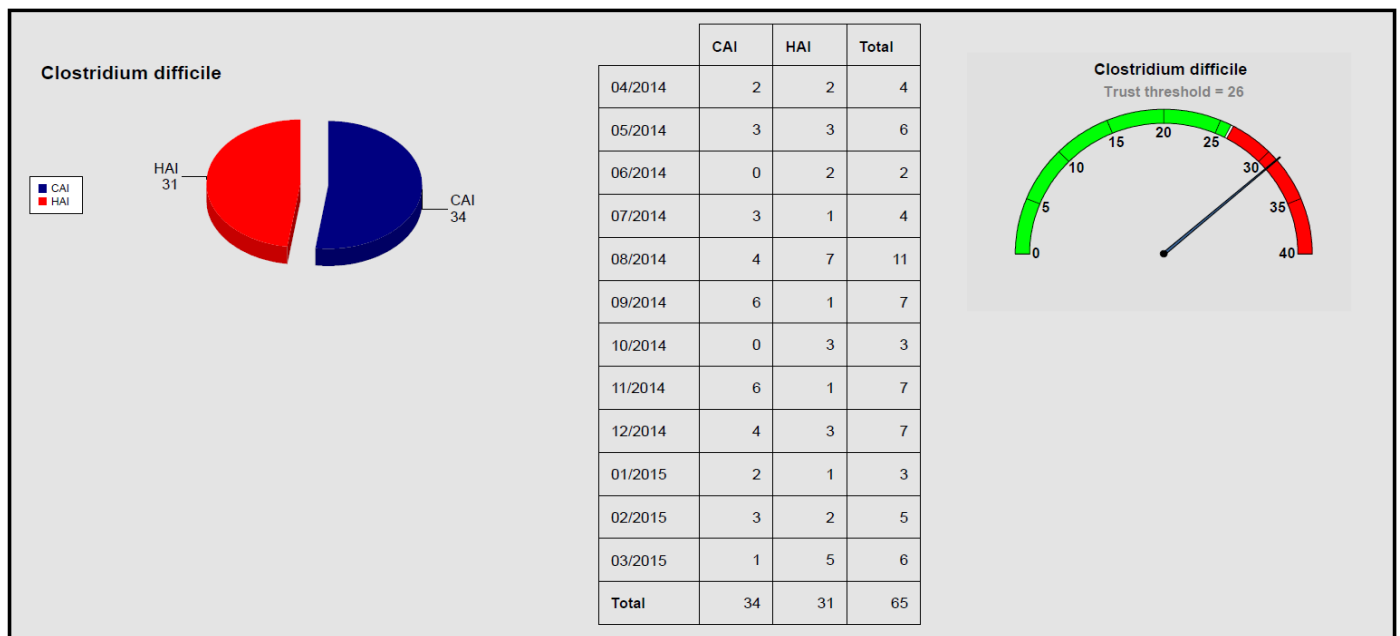 Clostridium difficile
HAI
31
CAI
34
CAI
HAI
CAI HAI Total
04/2014 2 2 4
05/2014 3 3 6
06/2014 0 2 2
07/2014 3 1 4
08/2014 4 7 11
09/2014 6 1 7
10/2014 0 3 3
11/2014 6 1 7
12/2014 4 3 7
01/2015 2 1 3
02/2015 3 2 5
03/2015 1 5 6
Total 34 31 65
Clostridium difficile
Trust threshold = 26
0
5
10
15
20
25
30
35
40